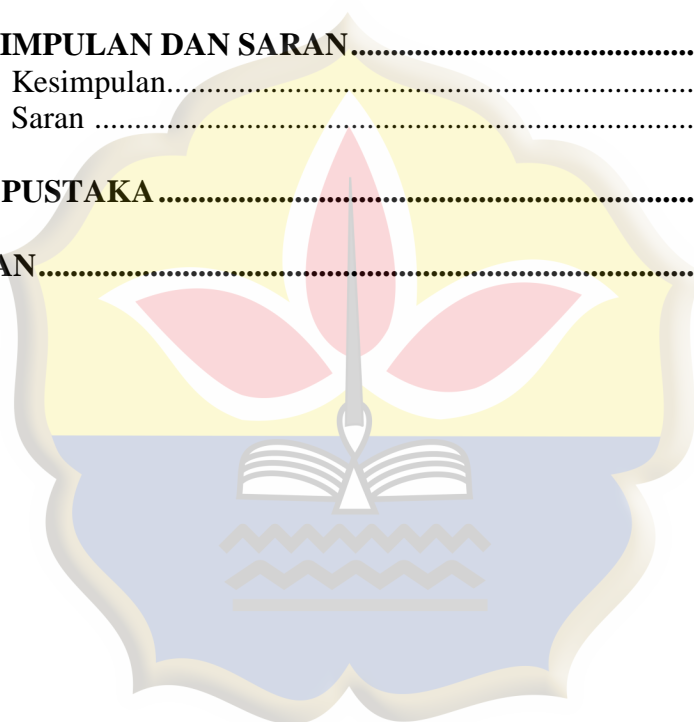 IMPULAN DAN SARAN....................................................
Kesimpulan............................................................................
Saran ....................................................................................
PUSTAKA...............................................................................
AN..........................................................................................